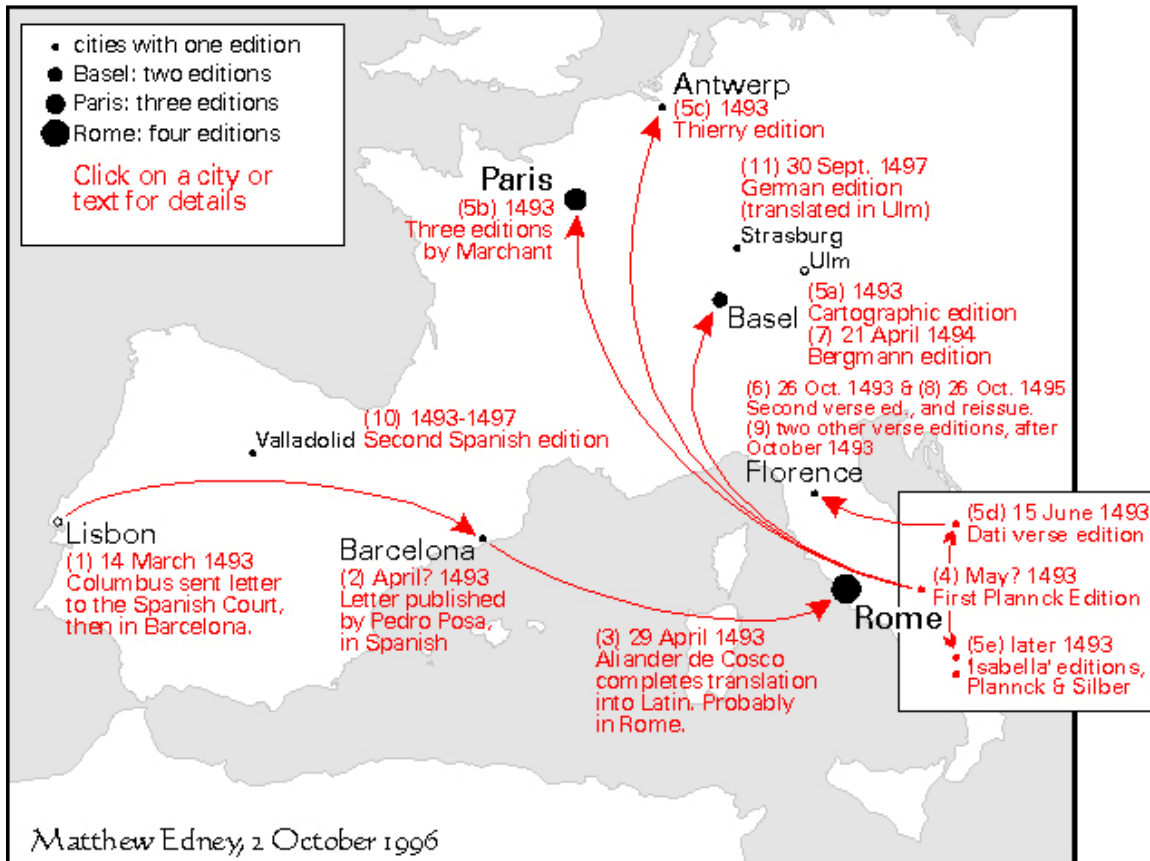 cities with one edition
Basel: two editions
Paris: three editions
Rome: four editions
Click on a city or
text for details
Antwerp
(5c) 1493
Thierry edition
Paris
(5b) 1493
Three editions
by Marchant
(11) 30 Sept. 1497
German edition
(translated in Ulm)
Strasburg
Ulm
Basel
(5a) 1493
Cartographic edition
(7) 21 April 1494
Bergmann edition
(6) 26 Oct. 1493 & (8) 26 Oct. 1495
Second verse ed., and reissue.
(9) two other verse editions, after
October 1493
Florence
Valladolid
(10) 1493-1497
Second Spanish edition
Lisbon
(1) 14 March 1493
Columbus sent letter
to the Spanish Court,
then in Barcelona.
Barcelona
(2) April? 1493
Letter published
by Pedro Posa,
in Spanish
(3) 29 April 1493
Aliander de Cosco
completes translation
into Latin. Probably
in Rome.
Rome
(5d) 15 June 1493
Dati verse edition
(4) May? 1493
First Plannck Edition
(5e) later 1493
'Isabella' editions,
Plannck & Silber
Matthew Edney, 2 October 1996